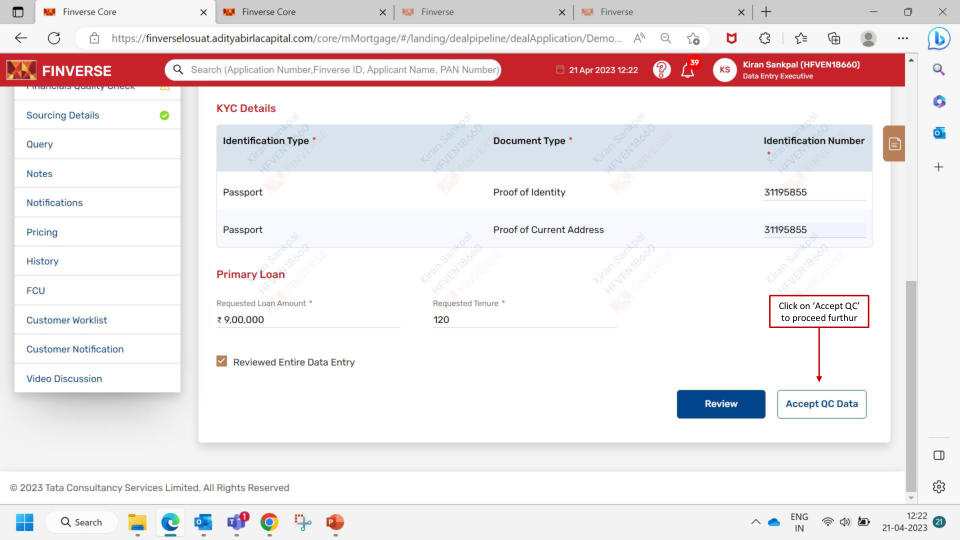 Finverse Core
Finverse Core
Finverse
Finverse
https://finverselosuat.adityabirlacapital.com/core/mMortgage/#/landing/dealpipeline/dealApplication/Demo...
FINVERSE
Search (Application Number,Finverse ID, Applicant Name, PAN Number)
21 Apr 2023 12:22
39
KS
Kiran Sankpal (HFVEN18660)
Data Entry Executive
Financials Quality Check
Sourcing Details
Query
Notes
Notifications
Pricing
History
FCU
Customer Worklist
Customer Notification
Video Discussion
KYC Details
Identification Type *
Document Type *
Identification Number
*
Passport
Proof of Identity
31195855
Passport
Proof of Current Address
31195855
Kiran Sankpal
HFVEN18660
FINVERSE
Primary Loan
Requested Loan Amount *
Requested Tenure *
₹ 9,00,000
120
Click on ‘Accept QC’
to proceed furthur
Reviewed Entire Data Entry
Review
Accept QC Data
© 2023 Tata Consultancy Services Limited. All Rights Reserved
Search
1
ENG
IN
12:22
21-04-2023
21